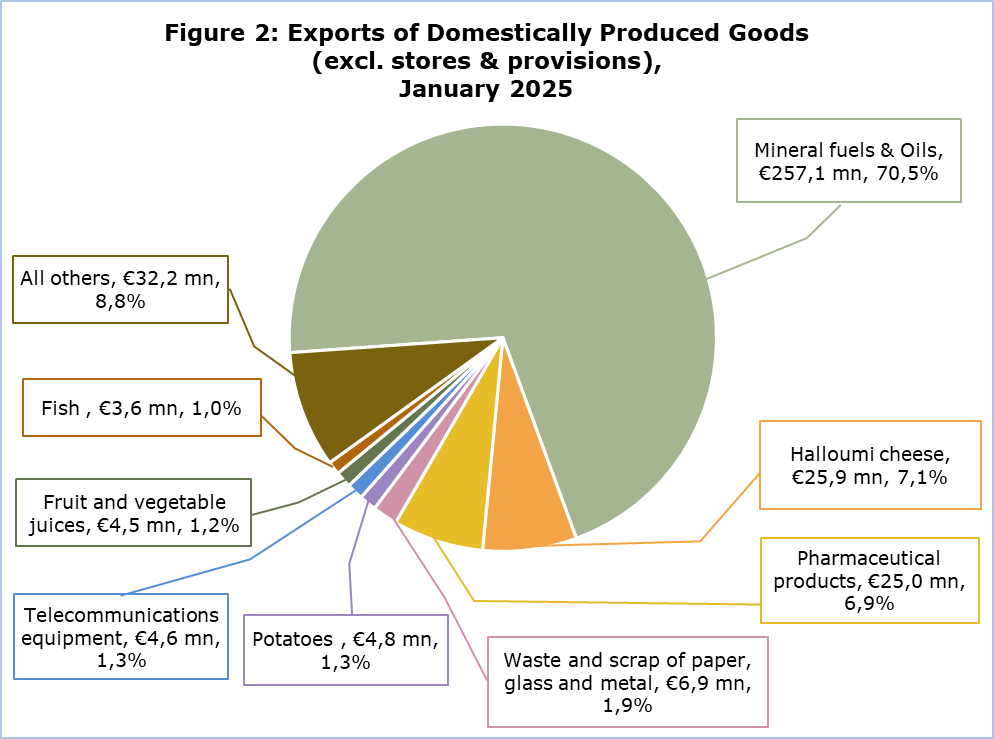 Figure 2: Exports of Domestically Produced Goods
(excl. stores & provisions),
January 2025
Mineral fuels & Oils,
€257,1 mn, 70,5%
All others, €32,2 mn,
8,8%
Fish , €3,6 mn, 1,0%
Halloumi cheese,
€25,9 mn, 7,1%
Fruit and vegetable
juices, €4,5 mn, 1,2%
Pharmaceutical
products, €25,0 mn,
6,9%
Telecommunications
equipment, €4,6 mn,
1,3%
Potatoes , €4,8 mn,
1,3%
Waste and scrap of paper,
glass and metal, €6,9 mn,
1,9%